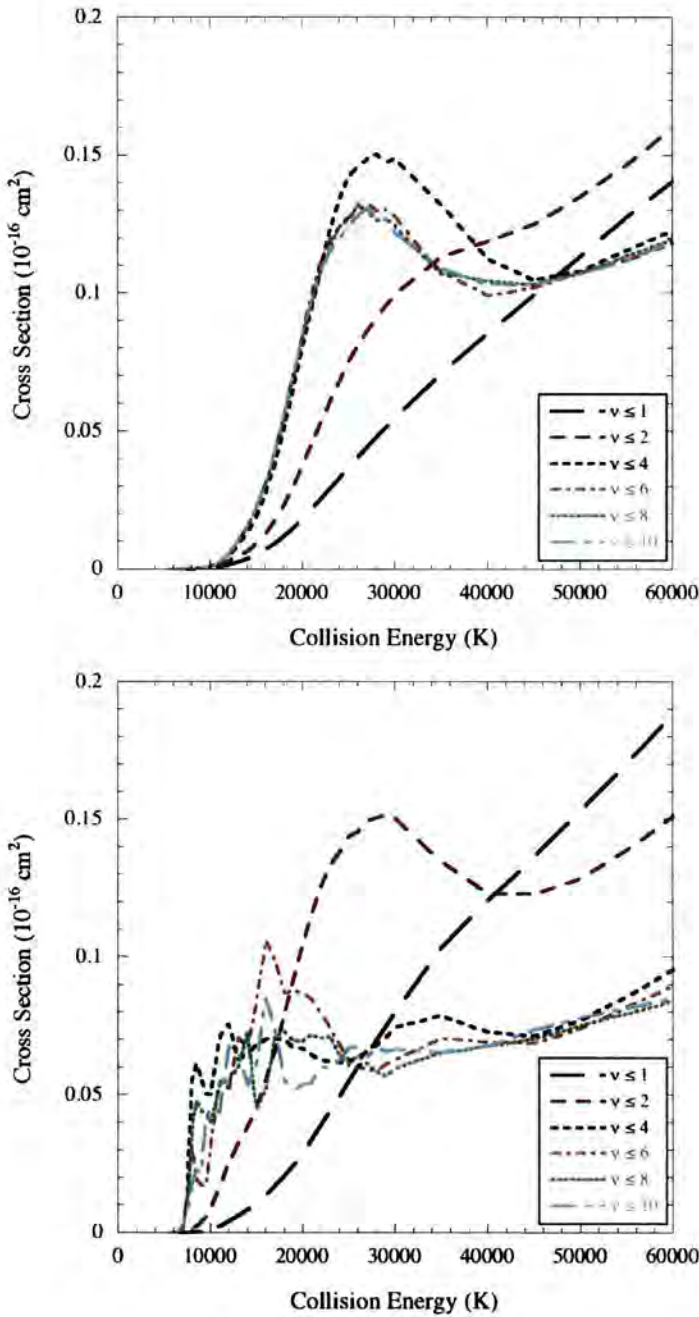 0.2
0.15
0.1
0.05
0
Cross Section (10⁻¹⁶ cm²)
0 10000 20000 30000 40000 50000 60000
Collision Energy (K)
v ≤ 1
v ≤ 2
v ≤ 4
v ≤ 6
v ≤ 8
v ≤ 10
0.2
0.15
0.1
0.05
0
Cross Section (10⁻¹⁶ cm²)
0 10000 20000 30000 40000 50000 60000
Collision Energy (K)
v ≤ 1
v ≤ 2
v ≤ 4
v ≤ 6
v ≤ 8
v ≤ 10